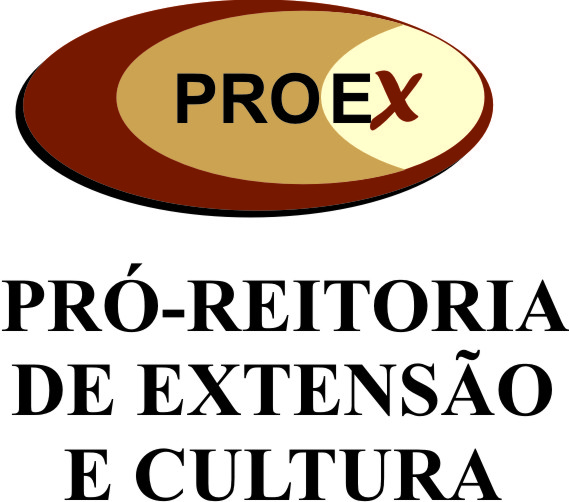 PROEX
PRÓ-REITORIA
DE EXTENSÃO
E CULTURA